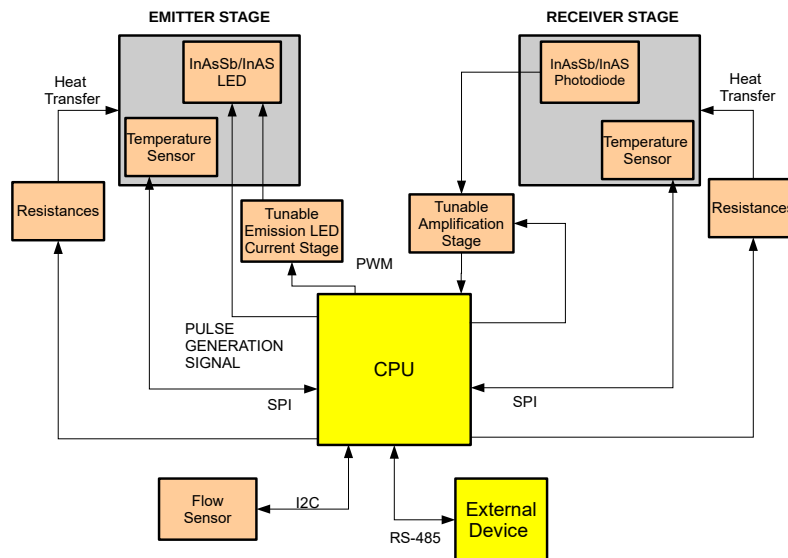 EMITTER STAGE
RECEIVER STAGE
InAsSb/InAS
LED
InAsSb/InAS
Photodiode
Heat
Transfer
Heat
Transfer
Temperature
Sensor
Temperature
Sensor
Resistances
Tunable
Emission LED
Current Stage
Tunable
Amplification
Stage
Resistances
PWM
PULSE
GENERATION
SIGNAL
CPU
SPI
SPI
Flow
Sensor
I2C
RS-485
External
Device